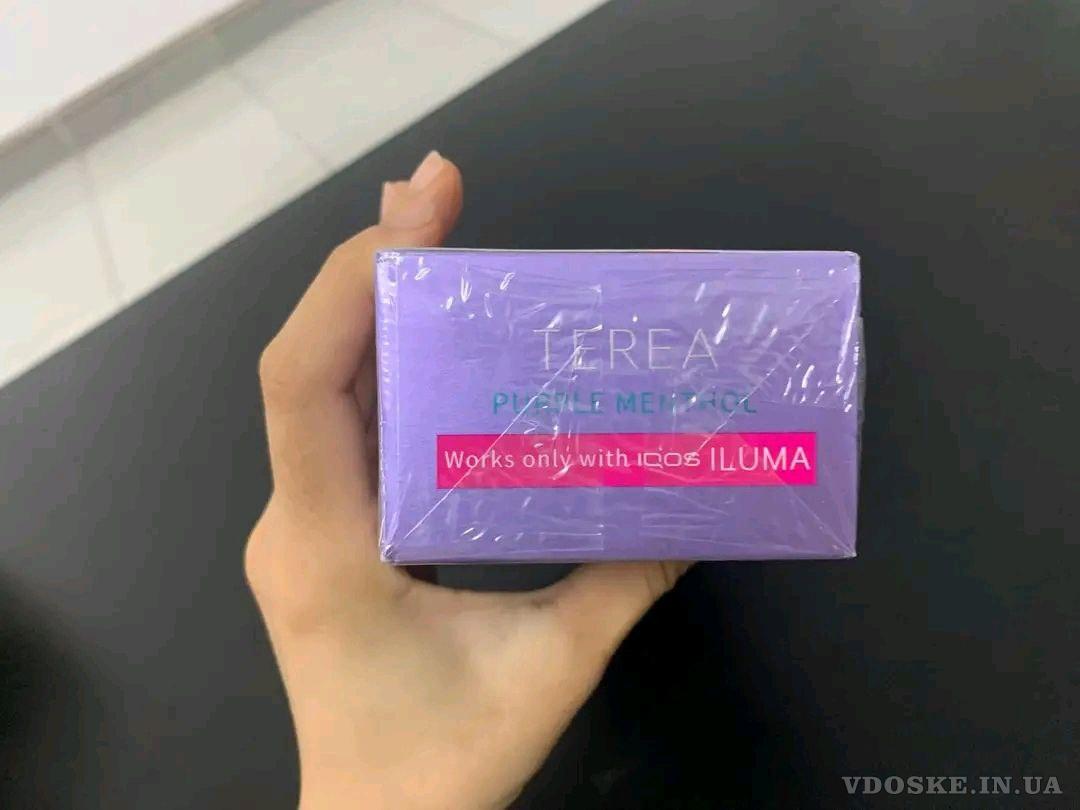 TEREA
PURPLE MENTHOL
Works only with IQOS ILUMA
VDOSKE.IN.UA